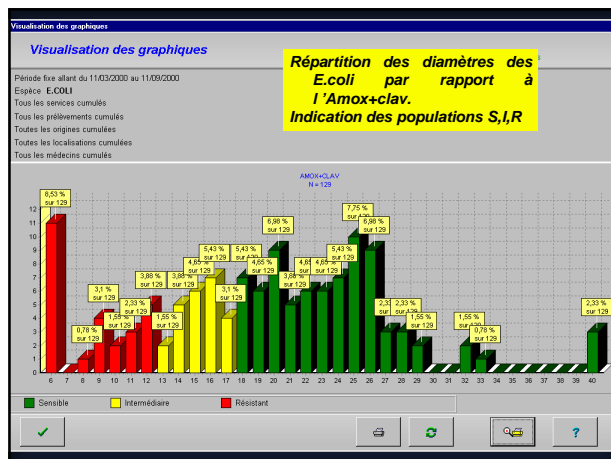 Visualisation des graphiques
Visualisation des graphiques
Répartition des diamètres des
E.coli par rapport à
l 'Amox+clav.
Indication des populations S,I,R
Période fixe allant du 11/03/2000 au 11/09/2000
Espèce E.COLI
Tous les services cumulés
Tous les prélèvements cumulés
Toutes les origines cumulées
Toutes les localisations cumulées
Tous les médecins cumulés
AMOX+CLAV
N = 129
8,53 % sur 129
0,78 % sur 129
3,1 % sur 129
1,55 % sur 129
2,33 % sur 129
3,88 % sur 129
1,55 % sur 129
3,88 % sur 129
4,65 % sur 129
5,43 % sur 129
3,1 % sur 129
5,43 % sur 129
4,65 % sur 129
6,98 % sur 129
3,88 % sur 129
4,65 % sur 129
4,65 % sur 129
5,43 % sur 129
7,75 % sur 129
6,98 % sur 129
2,33
2,33 % sur 129
1,55 % sur 129
1,55 % sur 129
0,78 % sur 129
2,33 % sur 129
12
11
10
9
8
7
6
5
4
3
2
1
0
6 7 8 9 10 11 12 13 14 15 16 17 18 19 20 21 22 23 24 25 26 27 28 29 30 31 32 33 34 35 36 37 38 39 40
Sensible Intermédiaire Résistant
?